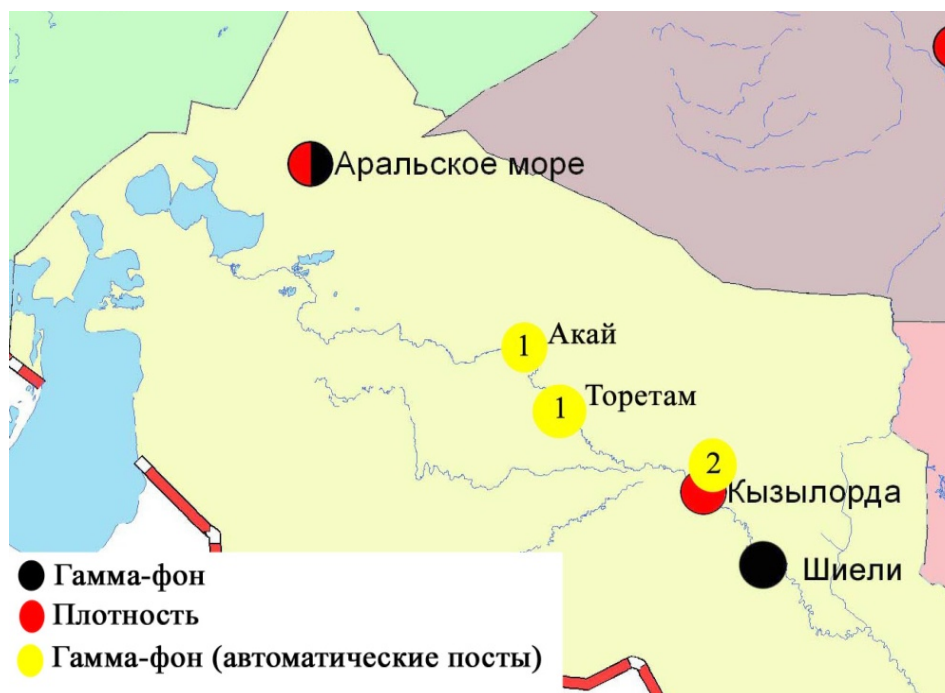 Аральское море
1 Акай
1 Торетам
2
Кызылорда
Шиели
Гамма-фон
Плотность
Гамма-фон (автоматические посты)